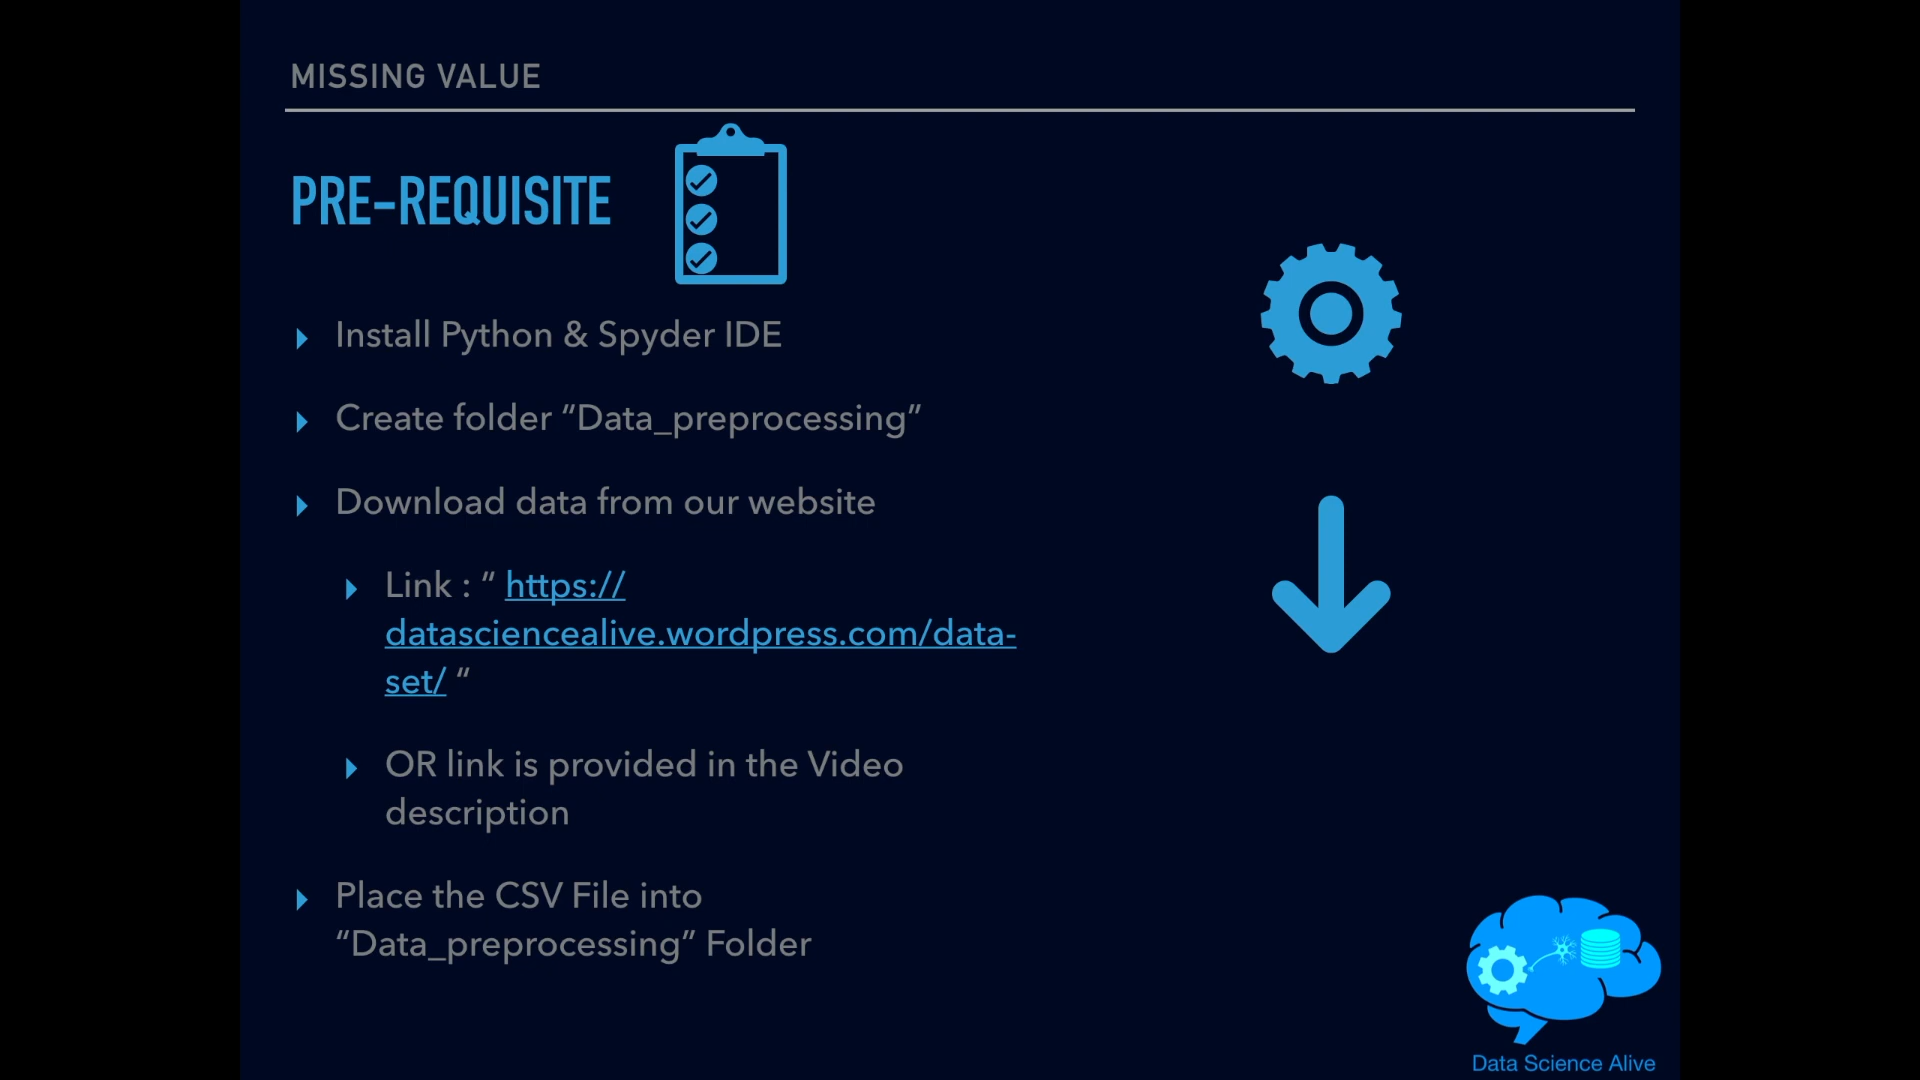 MISSING VALUE
PRE-REQUISITE
Install Python & Spyder IDE
Create folder “Data_preprocessing”
Download data from our website
Link : “ https://
datasciencealive.wordpress.com/data-
set/ “
OR link is provided in the Video
description
Place the CSV File into
“Data_preprocessing” Folder
Data Science Alive